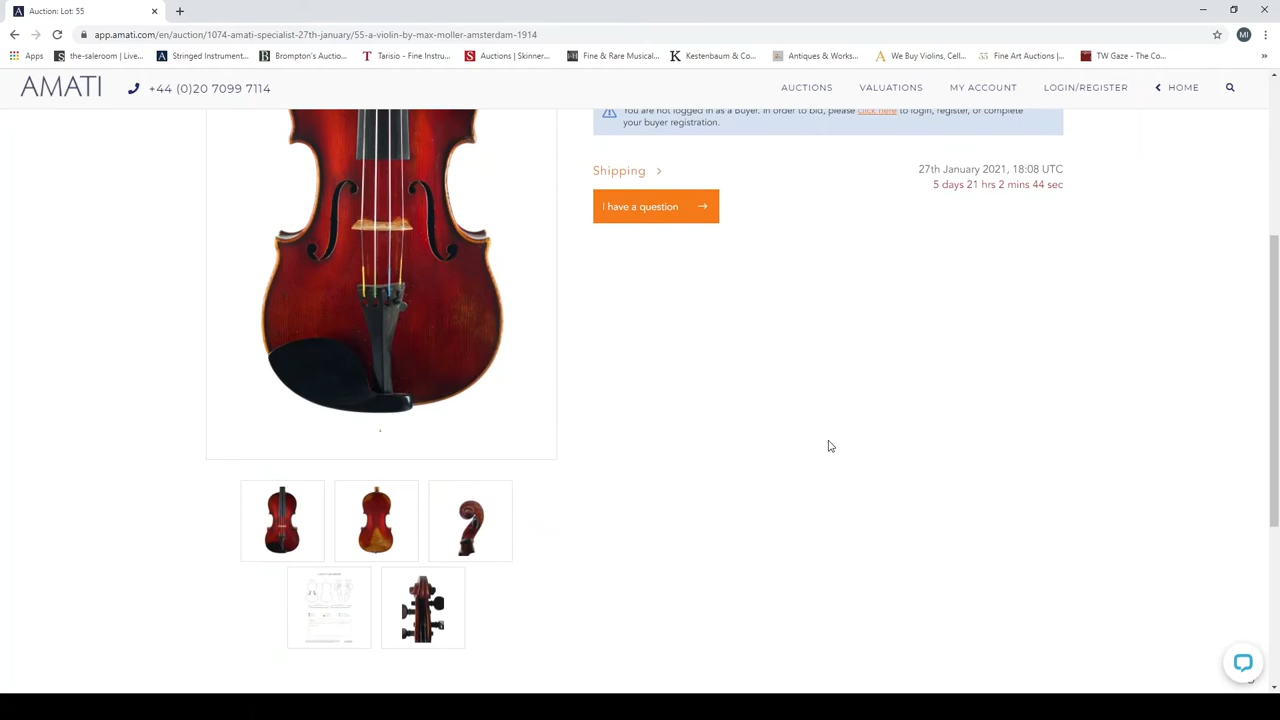 Auction: Lot: 55
app.amati.com/en/auction/1074-amati-specialist-27th-january/55-a-violin-by-max-moller-amsterdam-1914
MI
Apps
the-saleroom | Live...
Stringed Instrument...
Brompton's Auction...
Tarisio - Fine Instru...
Auctions | Skinner...
Fine & Rare Musical...
Kestenbaum & Co...
Antiques & Works...
We Buy Violins, Cell...
Fine Art Auctions |...
TW Gaze - The Co...
AMATI
+44 (0)20 7099 7114
AUCTIONS
VALUATIONS
MY ACCOUNT
LOGIN/REGISTER
HOME
You are not logged in as a Buyer. In order to bid, please click here to login, register, or complete
your buyer registration.
Shipping
27th January 2021, 18:08 UTC
5 days 21 hrs 2 mins 44 sec
I have a question